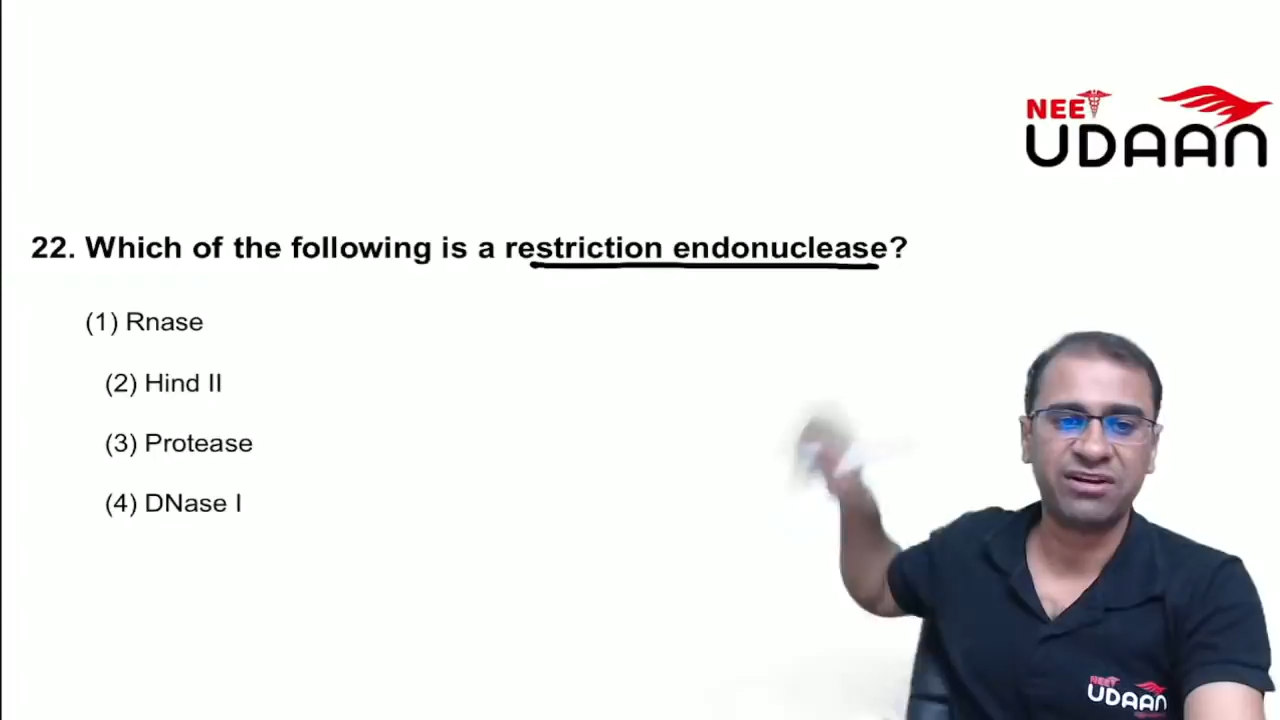 NEET
UDAAN
22. Which of the following is a restriction endonuclease?
(1) Rnase
(2) Hind II
(3) Protease
(4) DNase I
NEET
UDAAN